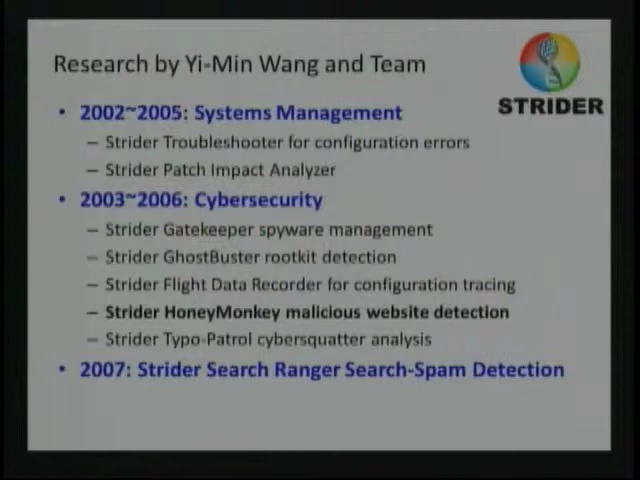 Research by Yi-Min Wang and Team
STRIDER
• 2002~2005: Systems Management
– Strider Troubleshooter for configuration errors
– Strider Patch Impact Analyzer
• 2003~2006: Cybersecurity
– Strider Gatekeeper spyware management
– Strider GhostBuster rootkit detection
– Strider Flight Data Recorder for configuration tracing
– Strider HoneyMonkey malicious website detection
– Strider Typo-Patrol cybersquatter analysis
• 2007: Strider Search Ranger Search-Spam Detection